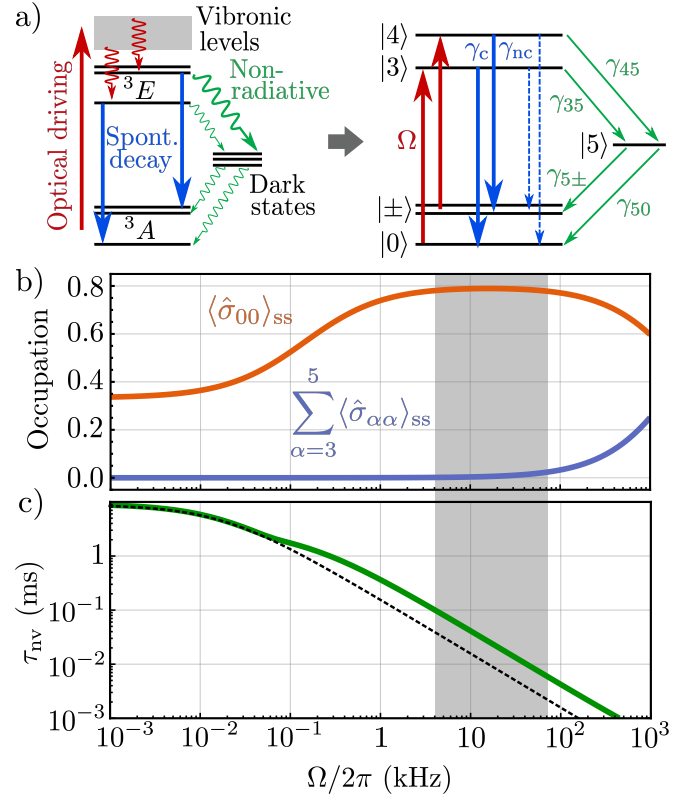 a)
Vibronic
levels
Optical driving
³E
Non-
radiative
Spont.
decay
Dark
states
³A
|4⟩
|3⟩
γc
γnc
γ45
γ35
Ω
|5⟩
γ5±
γ50
|±⟩
|0⟩
b)
Occupation
0.8
0.6
0.4
0.2
0.0
⟨σ̂00⟩ss
5
∑⟨σ̂αα⟩ss
α=3
c)
τnv (ms)
1
10⁻¹
10⁻²
10⁻³
10⁻³ 10⁻² 10⁻¹ 1 10 10² 10³
Ω/2π (kHz)